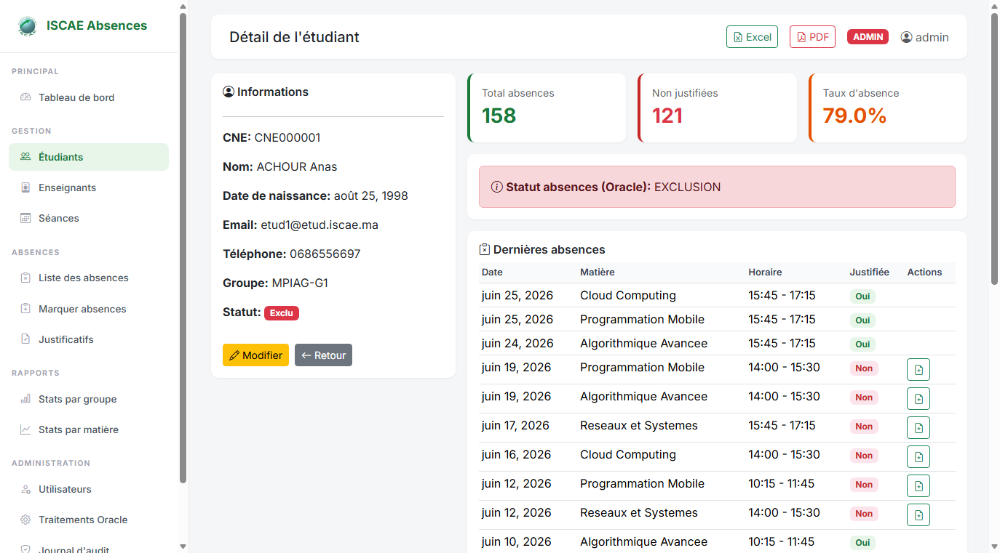 ISCAE Absences
PRINCIPAL
Tableau de bord
GESTION
Étudiants
Enseignants
Séances
ABSENCES
Liste des absences
Marquer absences
Justificatifs
RAPPORTS
Stats par groupe
Stats par matière
ADMINISTRATION
Utilisateurs
Traitements Oracle
Journal d'audit
Détail de l'étudiant
Excel PDF ADMIN admin
Informations
CNE: CNE000001
Nom: ACHOUR Anas
Date de naissance: août 25, 1998
Email: etud1@etud.iscae.ma
Téléphone: 0686556697
Groupe: MPIAG-G1
Statut: Exclu
Modifier Retour
Total absences
158
Non justifiées
121
Taux d'absence
79.0%
Statut absences (Oracle): EXCLUSION
Dernières absences
Date Matière Horaire Justifiée Actions
juin 25, 2026 Cloud Computing 15:45 - 17:15 Oui
juin 25, 2026 Programmation Mobile 15:45 - 17:15 Oui
juin 24, 2026 Algorithmique Avancee 15:45 - 17:15 Oui
juin 19, 2026 Programmation Mobile 14:00 - 15:30 Non
juin 19, 2026 Algorithmique Avancee 14:00 - 15:30 Non
juin 17, 2026 Reseaux et Systemes 15:45 - 17:15 Non
juin 16, 2026 Cloud Computing 14:00 - 15:30 Non
juin 12, 2026 Programmation Mobile 10:15 - 11:45 Non
juin 12, 2026 Reseaux et Systemes 14:00 - 15:30 Non
juin 10, 2026 Algorithmique Avancee 10:15 - 11:45 Oui